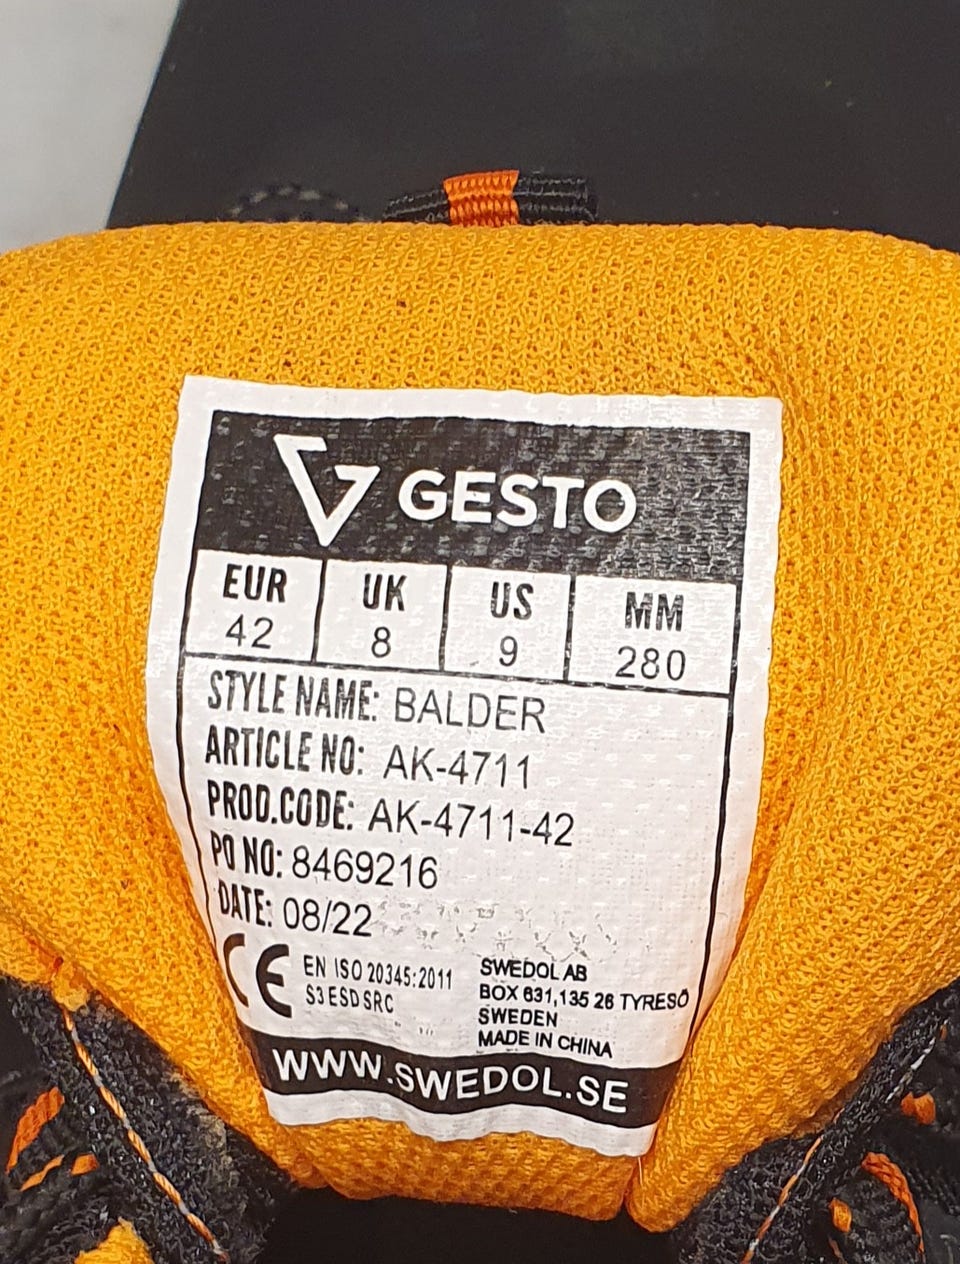 GESTO
EUR UK US MM
42 8 9 280
STYLE NAME: BALDER
ARTICLE NO: AK-4711
PROD.CODE: AK-4711-42
PO NO: 8469216
DATE: 08/22
CE
EN ISO 20345:2011
S3 ESD SRC
SWEDOL AB
BOX 631,135 26 TYRESÖ
SWEDEN
MADE IN CHINA
WWW.SWEDOL.SE